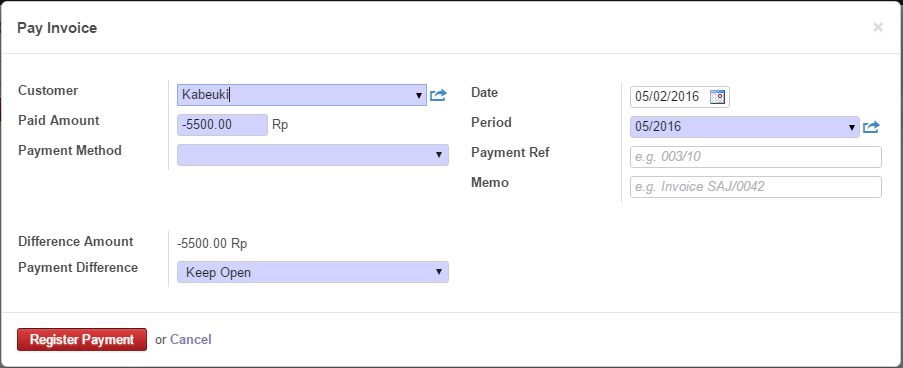 Pay Invoice ×
Customer Kabeuki
Paid Amount -5500.00 Rp
Payment Method
Date 05/02/2016
Period 05/2016
Payment Ref e.g. 003/10
Memo e.g. Invoice SAJ/0042
Difference Amount -5500.00 Rp
Payment Difference Keep Open
Register Payment or Cancel